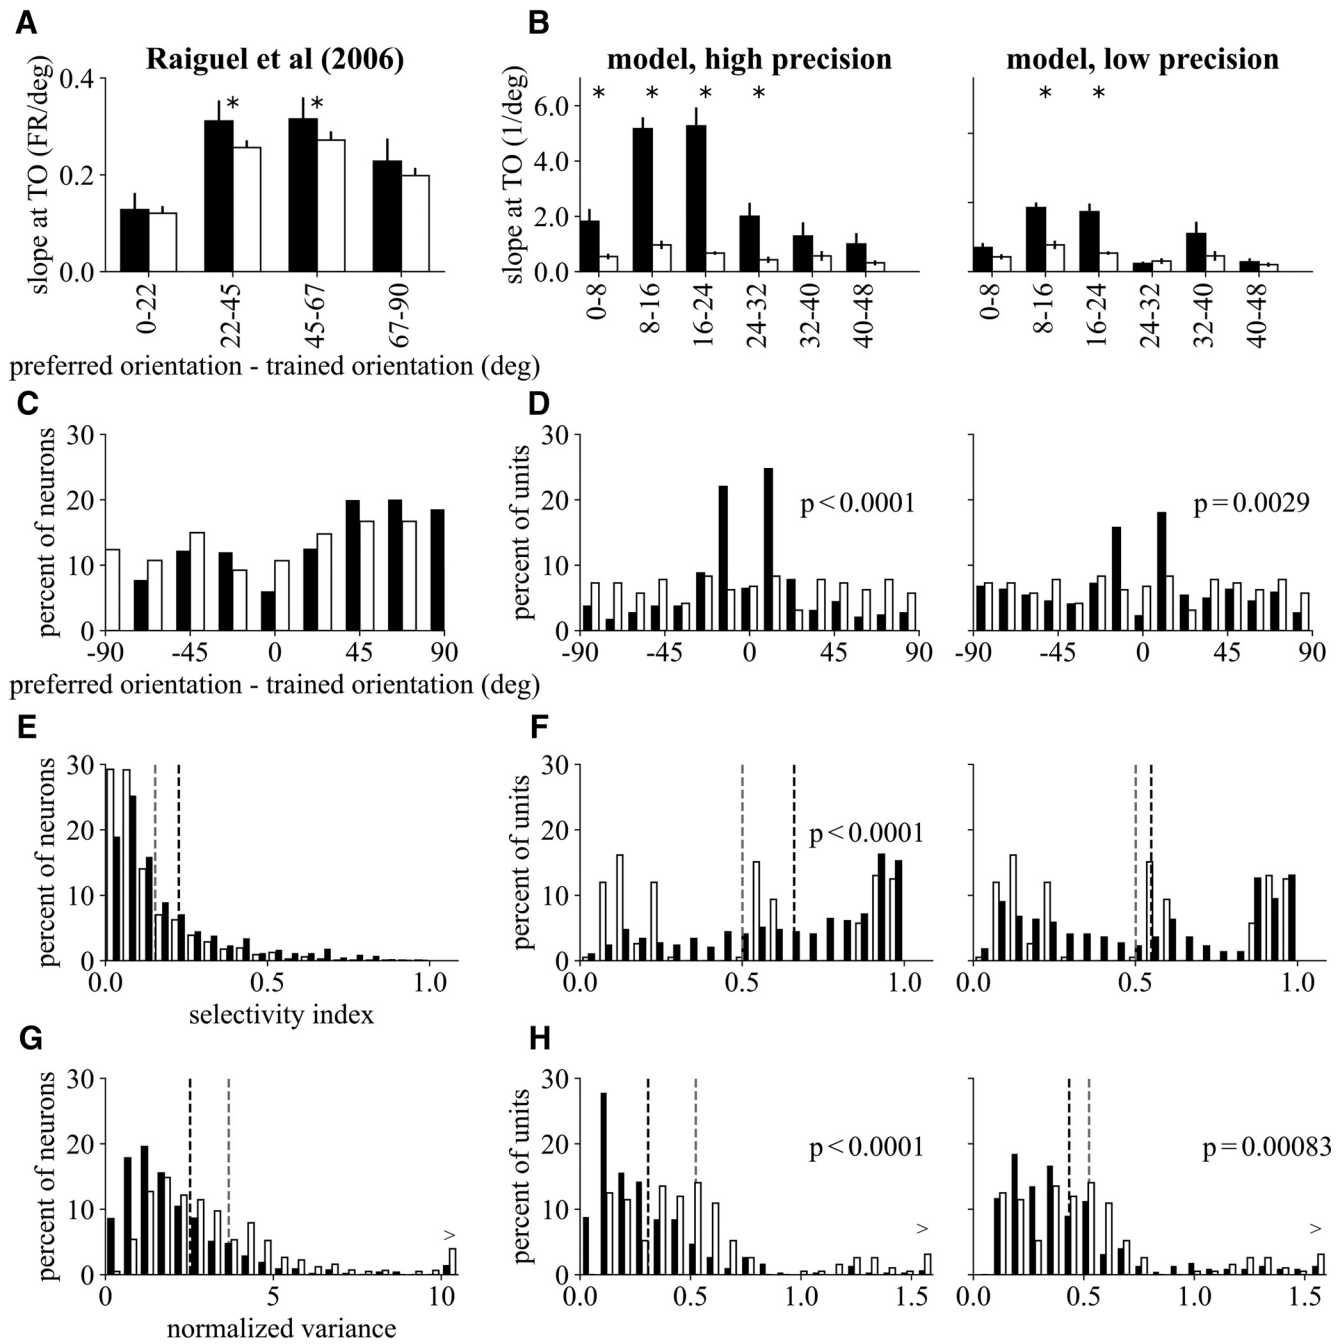 A
B
Raiguel et al (2006)
model, high precision
model, low precision
slope at TO (FR/deg)
0.4
0.2
0.0
* *
0-22
22-45
45-67
67-90
slope at TO (1/deg)
6.0
4.0
2.0
0.0
* * * *
0-8
8-16
16-24
24-32
32-40
40-48
* *
0-8
8-16
16-24
24-32
32-40
40-48
preferred orientation - trained orientation (deg)
C
D
percent of neurons
30
20
10
0
-90 -45 0 45 90
percent of units
30
20
10
0
p<0.0001
-90 -45 0 45 90
p=0.0029
-90 -45 0 45 90
preferred orientation - trained orientation (deg)
E
F
percent of neurons
30
20
10
0
0.0 0.5 1.0
percent of units
30
20
10
0
p<0.0001
0.0 0.5 1.0
0.0 0.5 1.0
selectivity index
G
H
percent of neurons
30
20
10
0
>
0 5 10
percent of units
30
20
10
0
p<0.0001
>
0.0 0.5 1.0 1.5
p=0.00083
>
0.0 0.5 1.0 1.5
normalized variance